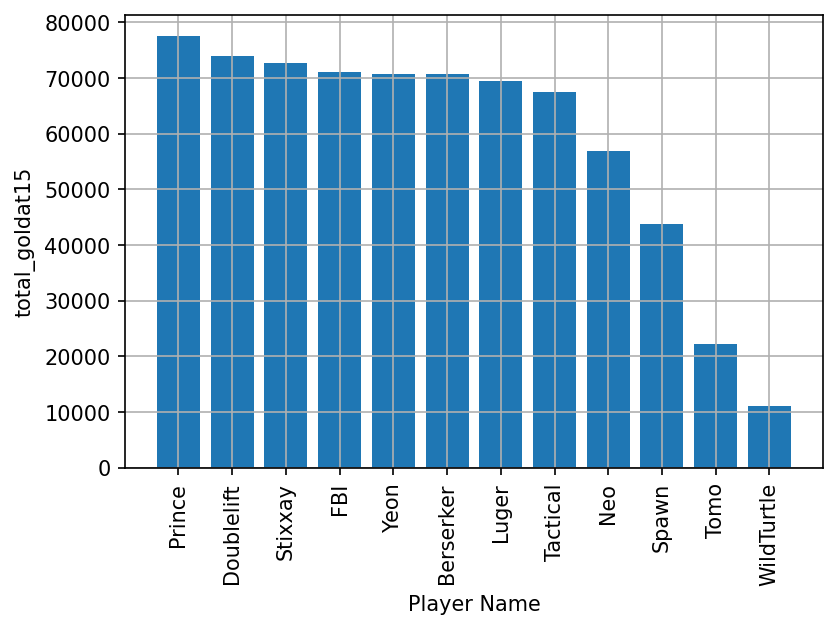 80000
70000
60000
50000
40000
30000
20000
10000
0
total_goldat15
Prince
Doublelift
Stixxay
FBI
Yeon
Berserker
Luger
Tactical
Neo
Spawn
Tomo
WildTurtle
Player Name